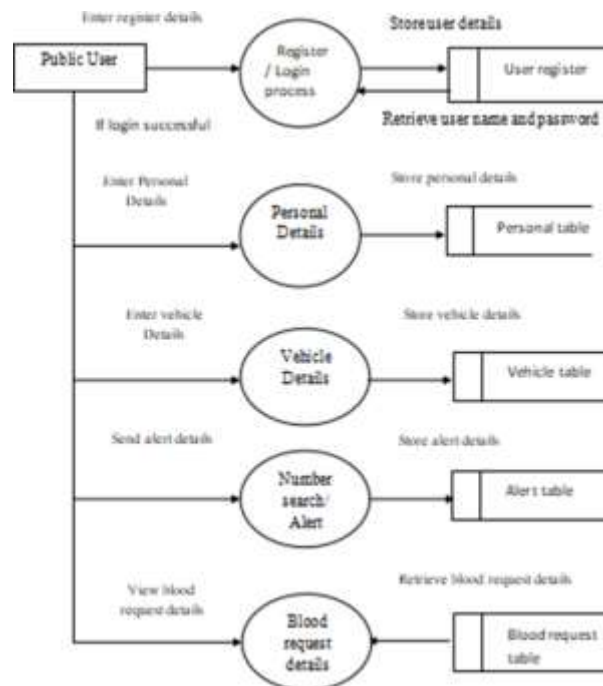 Enter register details
Public User
Register
/ Login
process
Store user details
User register
Retrieve user name and password
If login successful
Enter Personal
Details
Personal
Details
Store personal details
Personal table
Enter vehicle
Details
Vehicle
Details
Store vehicle details
Vehicle table
Send alert details
Number
search/
Alert
Store alert details
Alert table
View blood
request details
Blood
request
details
Retrieve blood request details
Blood request
table